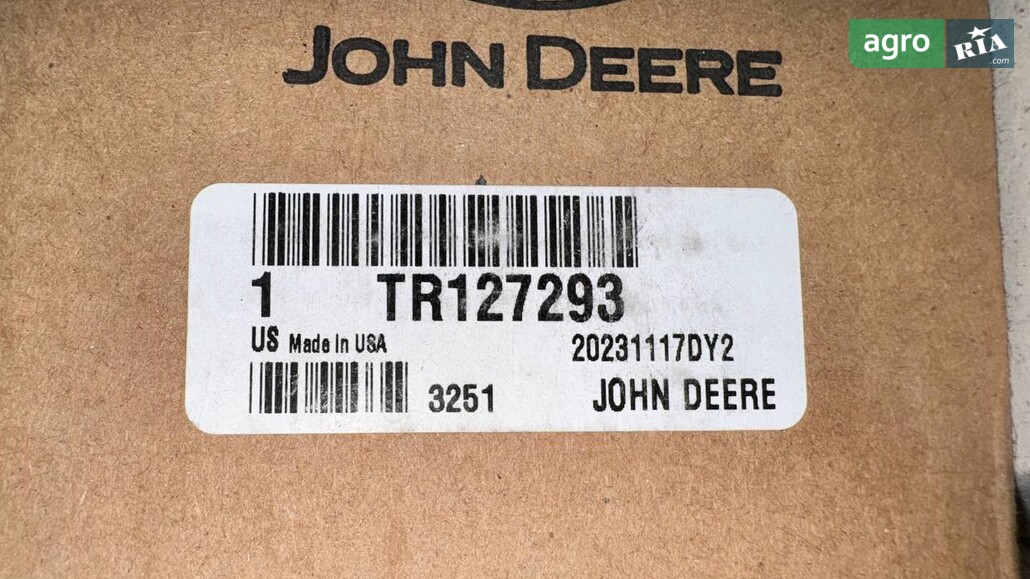 JOHN DEERE
agro
RIA
.com
1 TR127293
US Made In USA
20231117DY2
3251
JOHN DEERE